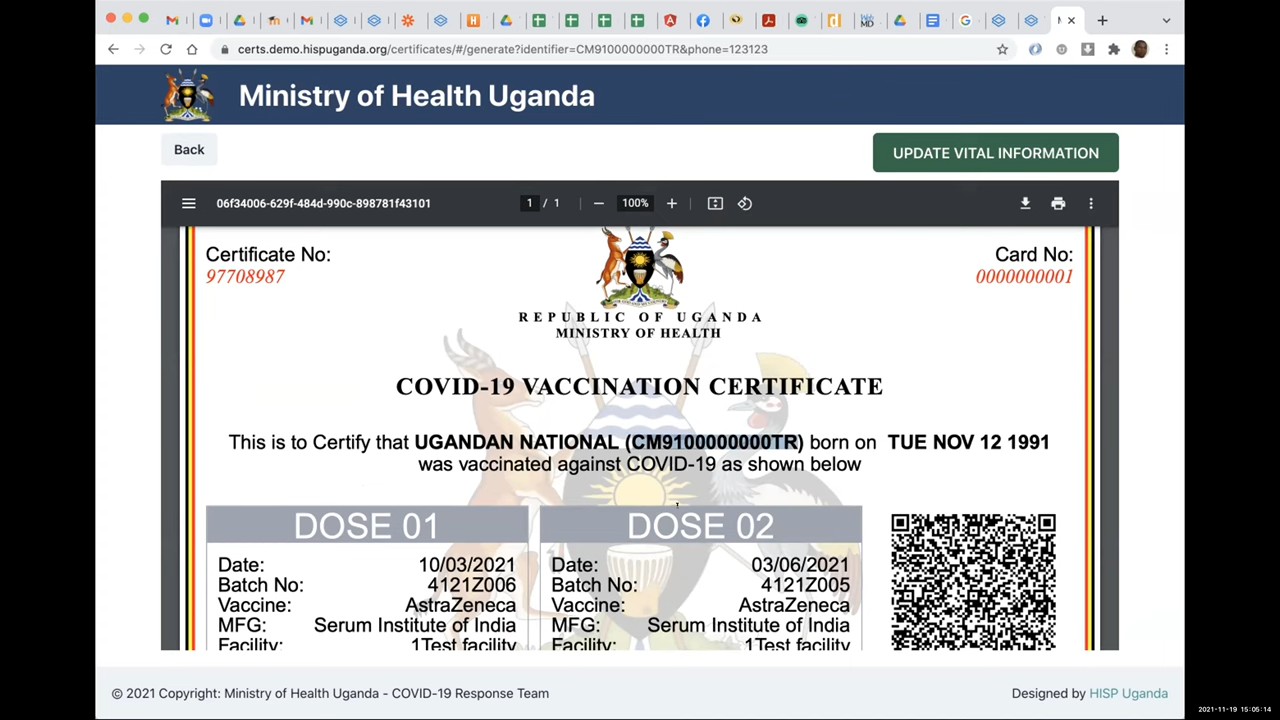 certs.demo.hispuganda.org/certificates/#/generate?identifier=CM9100000000TR&phone=123123
Ministry of Health Uganda
Back
UPDATE VITAL INFORMATION
06f34006-629f-484d-990c-898781f43101
1 / 1
100%
Certificate No:
97708987
Card No:
0000000001
REPUBLIC OF UGANDA
MINISTRY OF HEALTH
COVID-19 VACCINATION CERTIFICATE
This is to Certify that UGANDAN NATIONAL (CM9100000000TR) born on TUE NOV 12 1991
was vaccinated against COVID-19 as shown below
DOSE 01
Date: 10/03/2021
Batch No: 4121Z006
Vaccine: AstraZeneca
MFG: Serum Institute of India
Facility: 1Test facility
DOSE 02
Date: 03/06/2021
Batch No: 4121Z005
Vaccine: AstraZeneca
MFG: Serum Institute of India
Facility: 1Test facility
© 2021 Copyright: Ministry of Health Uganda - COVID-19 Response Team
Designed by HISP Uganda
2021-11-19 15:05:14